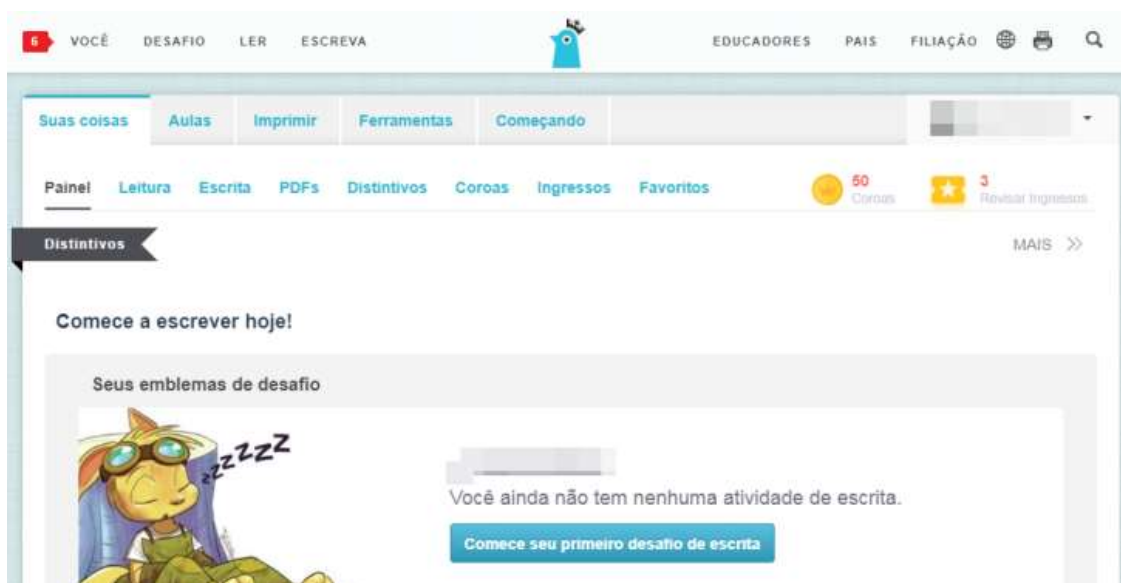 6 VOCÊ DESAFIO LER ESCREVA EDUCADORES PAIS FILIAÇÃO
Suas coisas Aulas Imprimir Ferramentas Começando
Painel Leitura Escrita PDFs Distintivos Coroas Ingressos Favoritos 50 3
Coroas Revisar Ingressos
Distintivos MAIS
Comece a escrever hoje!
Seus emblemas de desafio
zzzzZZZ
Você ainda não tem nenhuma atividade de escrita.
Comece seu primeiro desafio de escrita